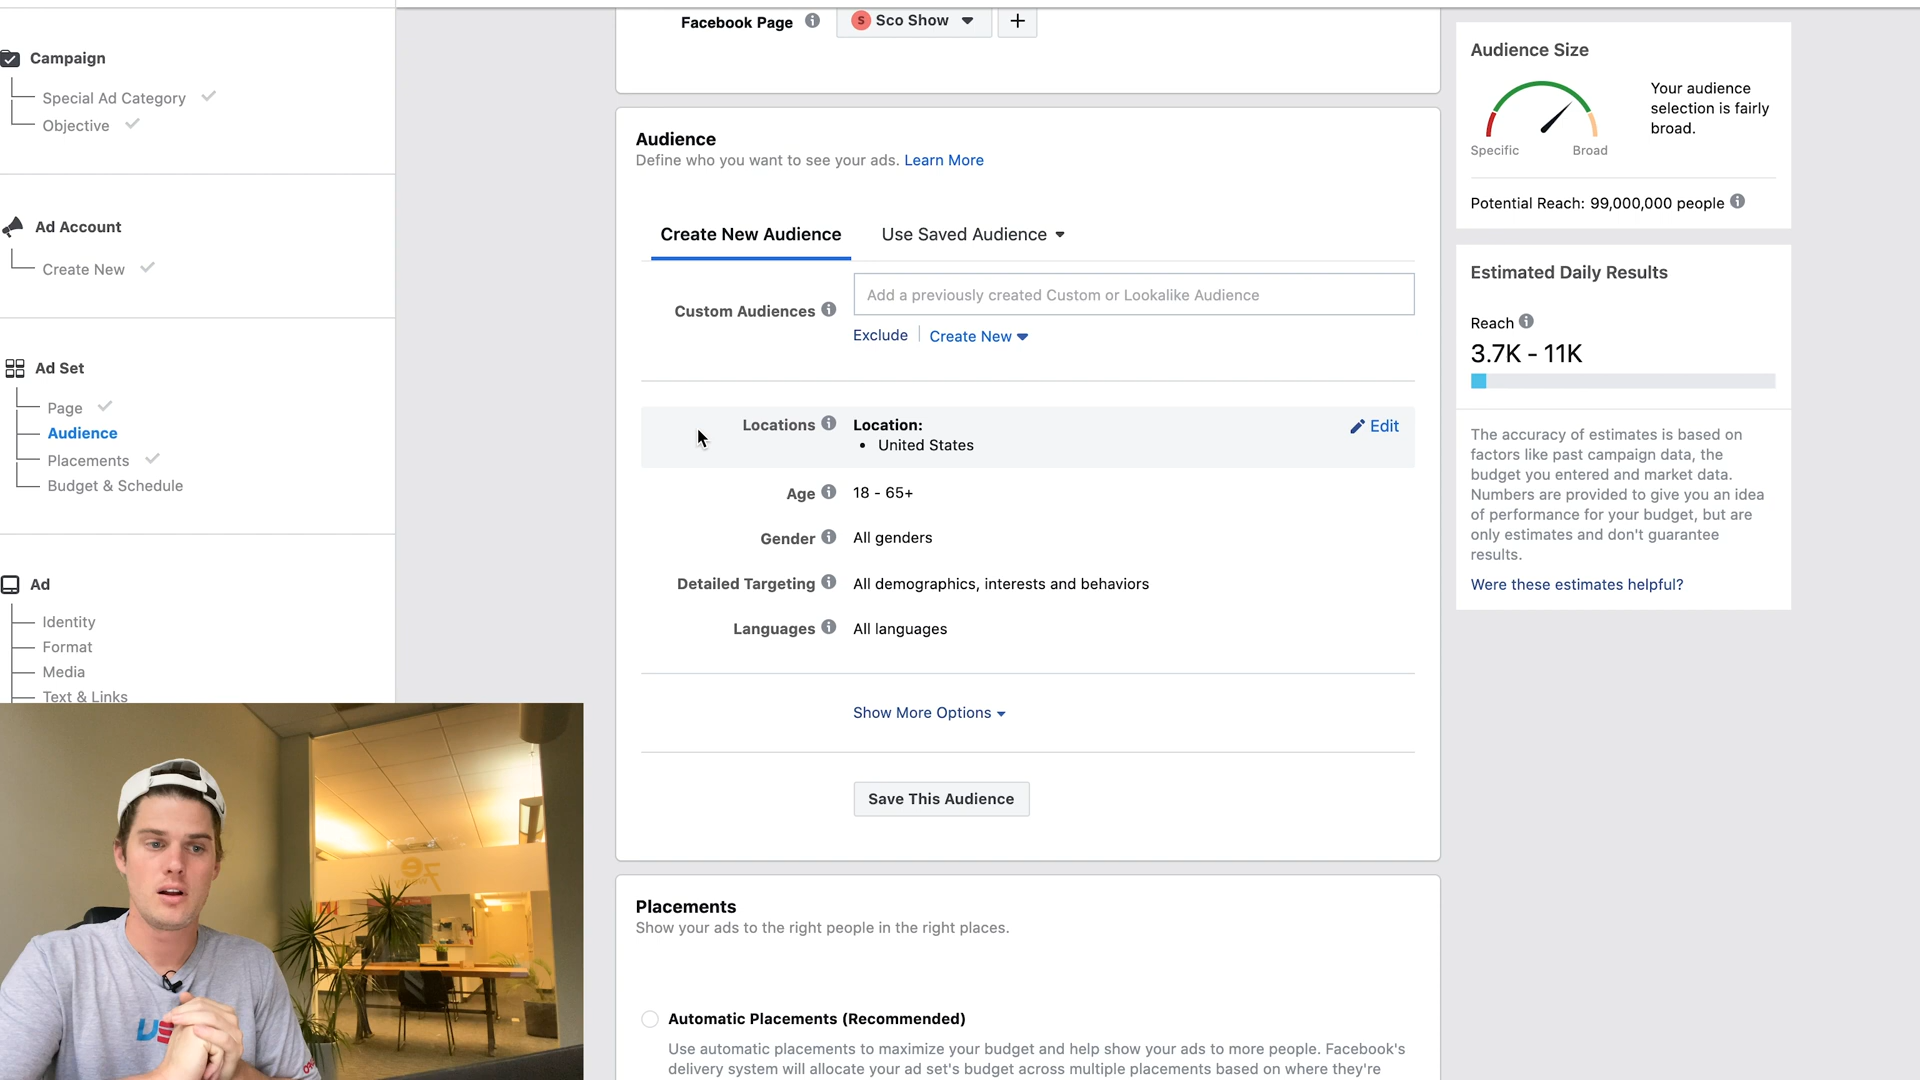 Campaign
Special Ad Category
Objective
Ad Account
Create New
Ad Set
Page
Audience
Placements
Budget & Schedule
Ad
Identity
Format
Media
Text & Links
Facebook Page
S Sco Show
Audience
Define who you want to see your ads. Learn More
Create New Audience
Use Saved Audience
Custom Audiences
Add a previously created Custom or Lookalike Audience
Exclude
Create New
Locations
Location:
• United States
Edit
Age
18 - 65+
Gender
All genders
Detailed Targeting
All demographics, interests and behaviors
Languages
All languages
Show More Options
Save This Audience
Placements
Show your ads to the right people in the right places.
Automatic Placements (Recommended)
Use automatic placements to maximize your budget and help show your ads to more people. Facebook's
delivery system will allocate your ad set's budget across multiple placements based on where they're
Audience Size
Specific
Broad
Your audience
selection is fairly
broad.
Potential Reach: 99,000,000 people
Estimated Daily Results
Reach
3.7K - 11K
The accuracy of estimates is based on
factors like past campaign data, the
budget you entered and market data.
Numbers are provided to give you an idea
of performance for your budget, but are
only estimates and don't guarantee
results.
Were these estimates helpful?